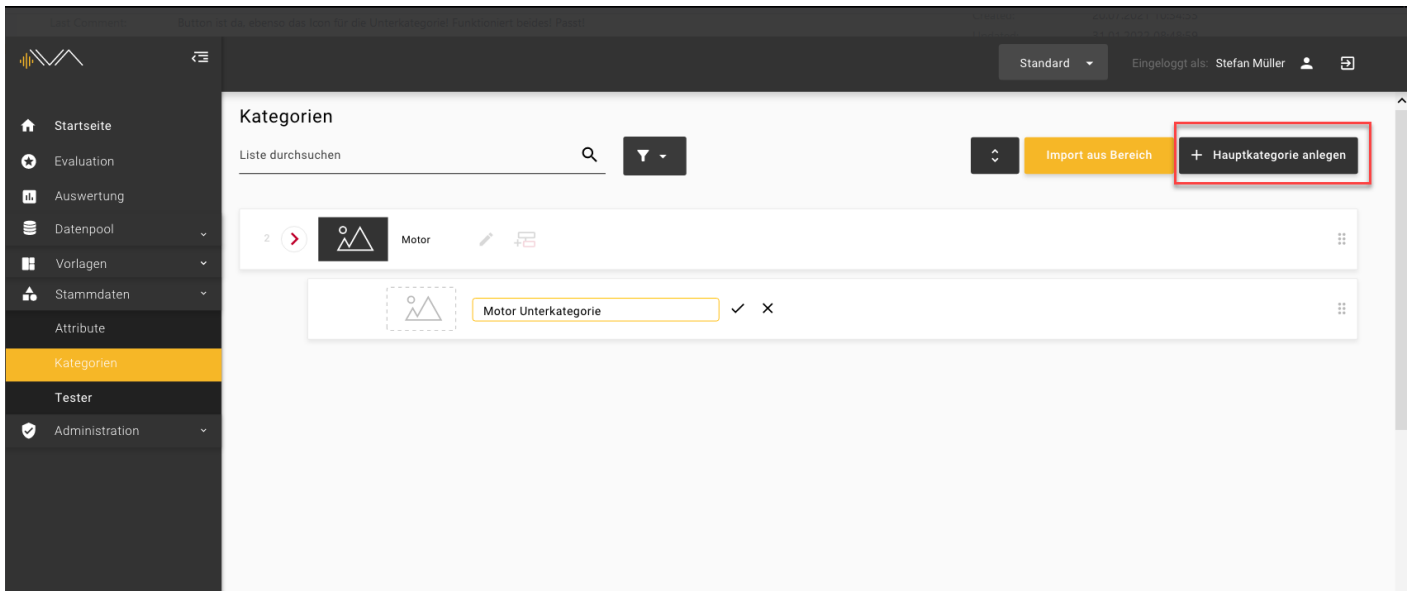 Button ist da, ebenso das Icon für die Unterkategorie! Funktioniert beides! Passt!
Standard
Eingeloggt als: Stefan Müller
Startseite
Evaluation
Auswertung
Datenpool
Vorlagen
Stammdaten
Attribute
Kategorien
Tester
Administration
Kategorien
Liste durchsuchen
Import aus Bereich
+ Hauptkategorie anlegen
2
Motor
Motor Unterkategorie